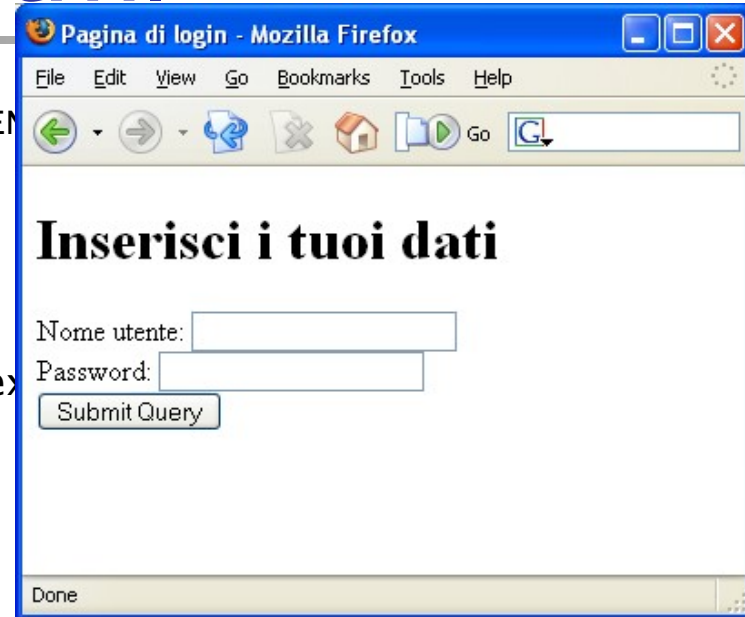 Pagina di login - Mozilla Firefox
File Edit View Go Bookmarks Tools Help
Go G
Inserisci i tuoi dati
Nome utente:
Password:
Submit Query
Done